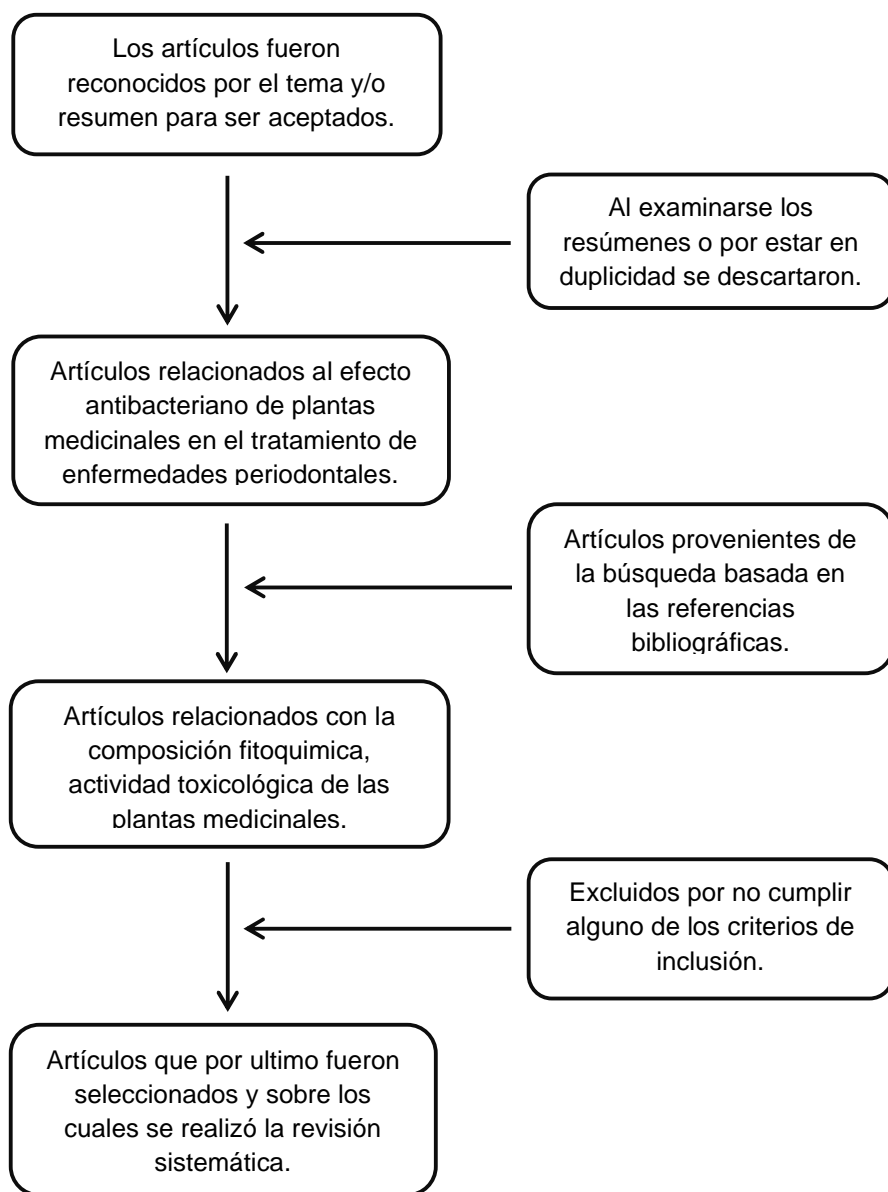 Los artículos fueron
reconocidos por el tema y/o
resumen para ser aceptados.
Al examinarse los
resúmenes o por estar en
duplicidad se descartaron.
Artículos relacionados al efecto
antibacteriano de plantas
medicinales en el tratamiento de
enfermedades periodontales.
Artículos provenientes de
la búsqueda basada en
las referencias
bibliográficas.
Artículos relacionados con la
composición fitoquimica,
actividad toxicológica de las
plantas medicinales.
Excluidos por no cumplir
alguno de los criterios de
inclusión.
Artículos que por ultimo fueron
seleccionados y sobre los
cuales se realizó la revisión
sistemática.